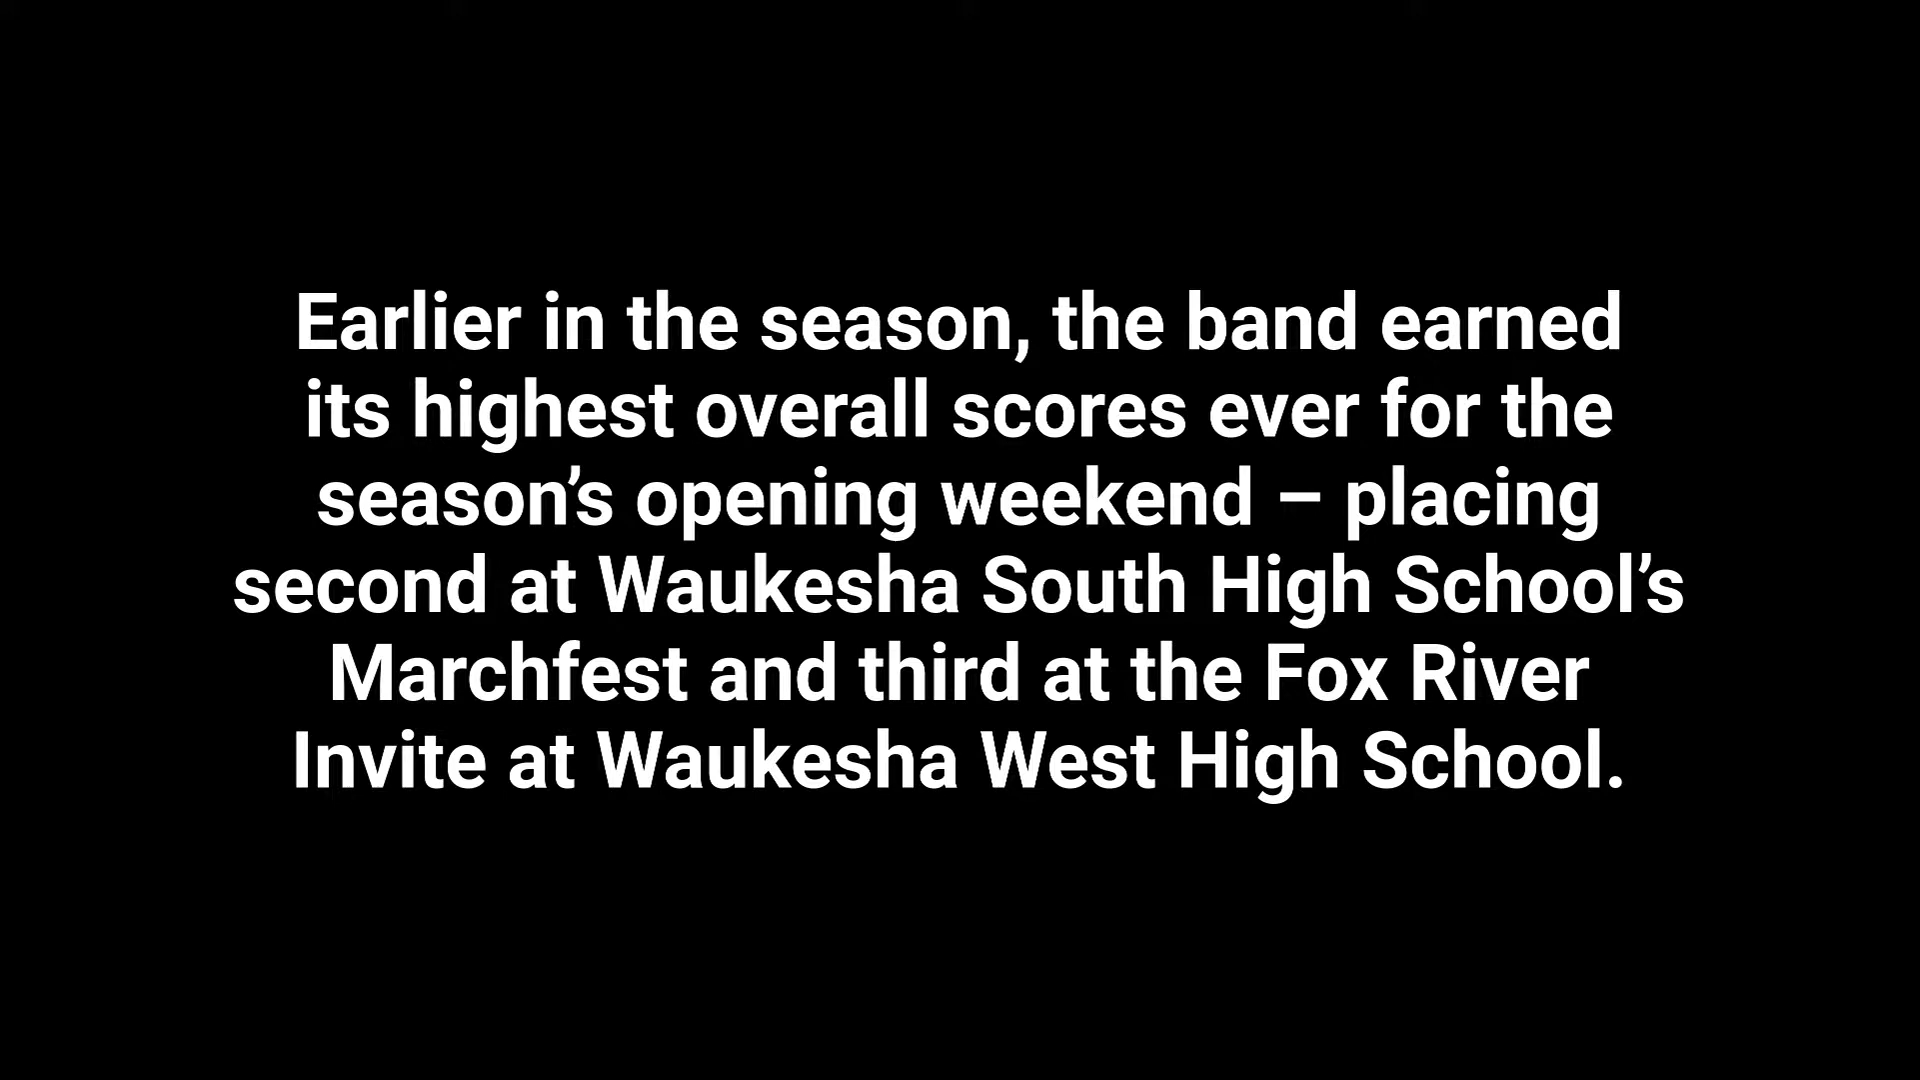 Earlier in the season, the band earned
its highest overall scores ever for the
season’s opening weekend – placing
second at Waukesha South High School’s
Marchfest and third at the Fox River
Invite at Waukesha West High School.